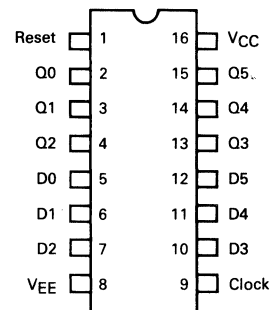 Reset 1 16 VCC
Q0 2 15 Q5
Q1 3 14 Q4
Q2 4 13 Q3
D0 5 12 D5
D1 6 11 D4
D2 7 10 D3
VEE 8 9 Clock